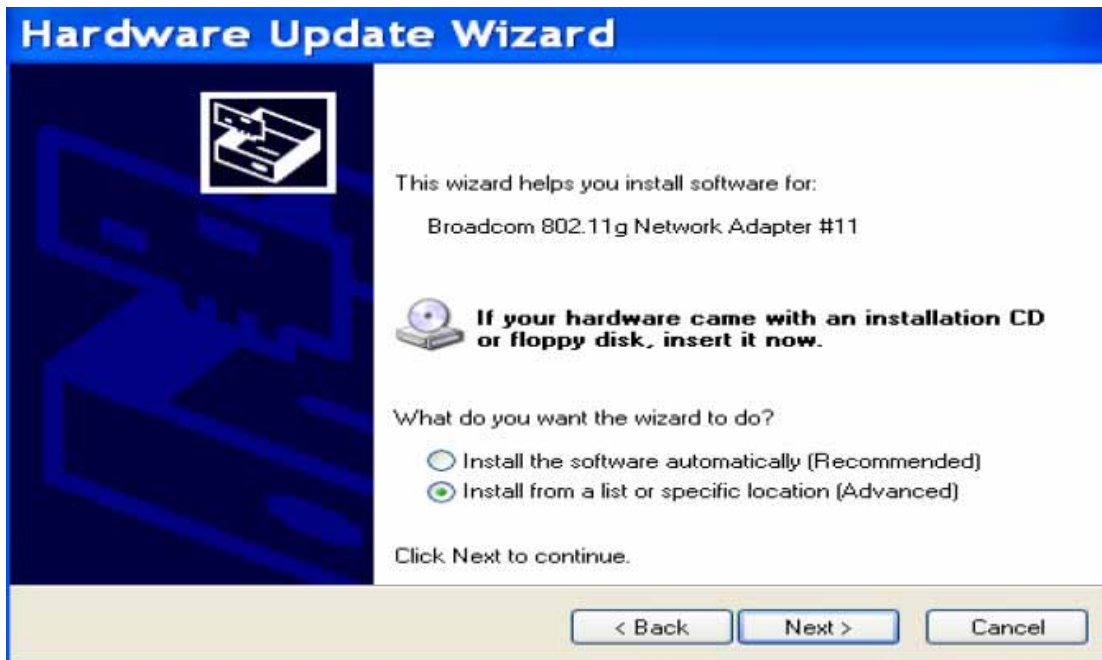 Hardware Update Wizard
This wizard helps you install software for:
Broadcom 802.11g Network Adapter #11
If your hardware came with an installation CD
or floppy disk, insert it now.
What do you want the wizard to do?
Install the software automatically (Recommended)
Install from a list or specific location (Advanced)
Click Next to continue.
< Back
Next >
Cancel